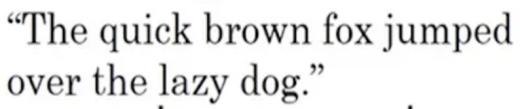 “The quick brown fox jumped
over the lazy dog.”